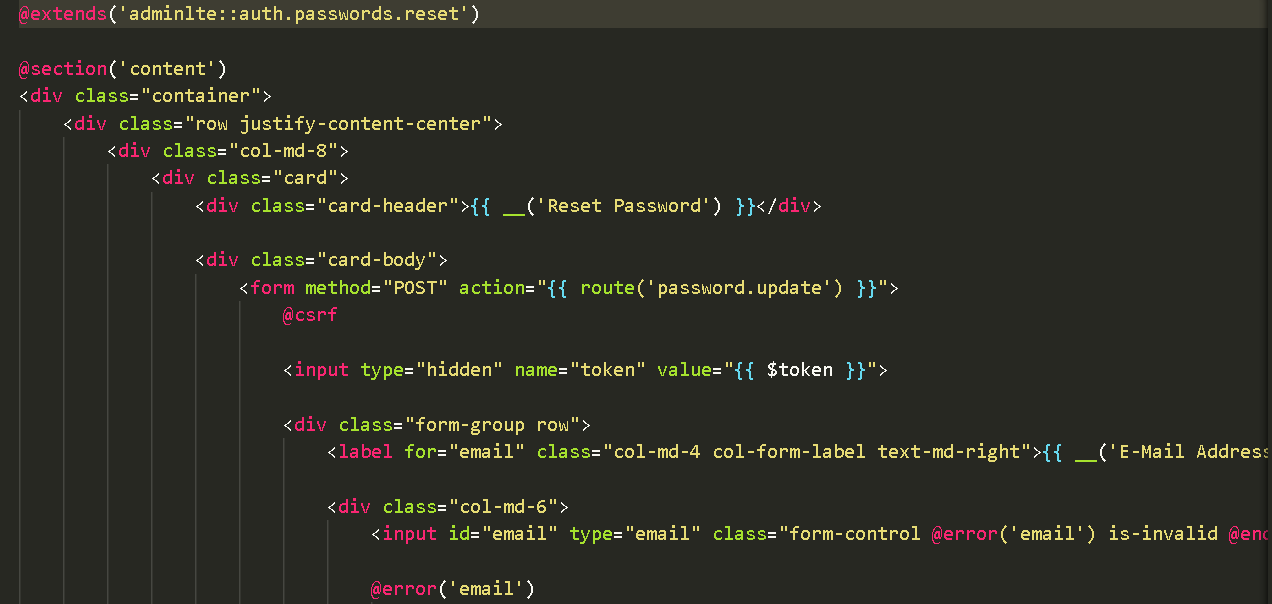 @extends('adminlte::auth.passwords.reset')
@section('content')
<div class="container">
<div class="row justify-content-center">
<div class="col-md-8">
<div class="card">
<div class="card-header">{{ __('Reset Password') }}</div>
<div class="card-body">
<form method="POST" action="{{ route('password.update') }}">
@csrf
<input type="hidden" name="token" value="{{ $token }}">
<div class="form-group row">
<label for="email" class="col-md-4 col-form-label text-md-right">{{ __('E-Mail Address
<div class="col-md-6">
<input id="email" type="email" class="form-control @error('email') is-invalid @end
@error('email')